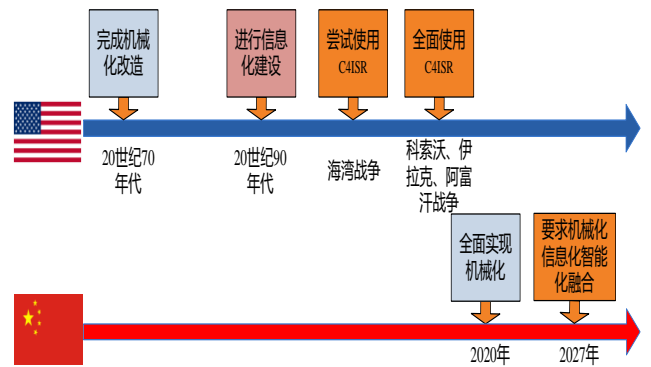 完成机械
化改造
进行信息
化建设
尝试使用
C4ISR
全面使用
C4ISR
20世纪70
年代
20世纪90
年代
海湾战争
科索沃、伊
拉克、阿富
汗战争
全面实现
机械化
要求机械化
信息化智能
化融合
2020年
2027年